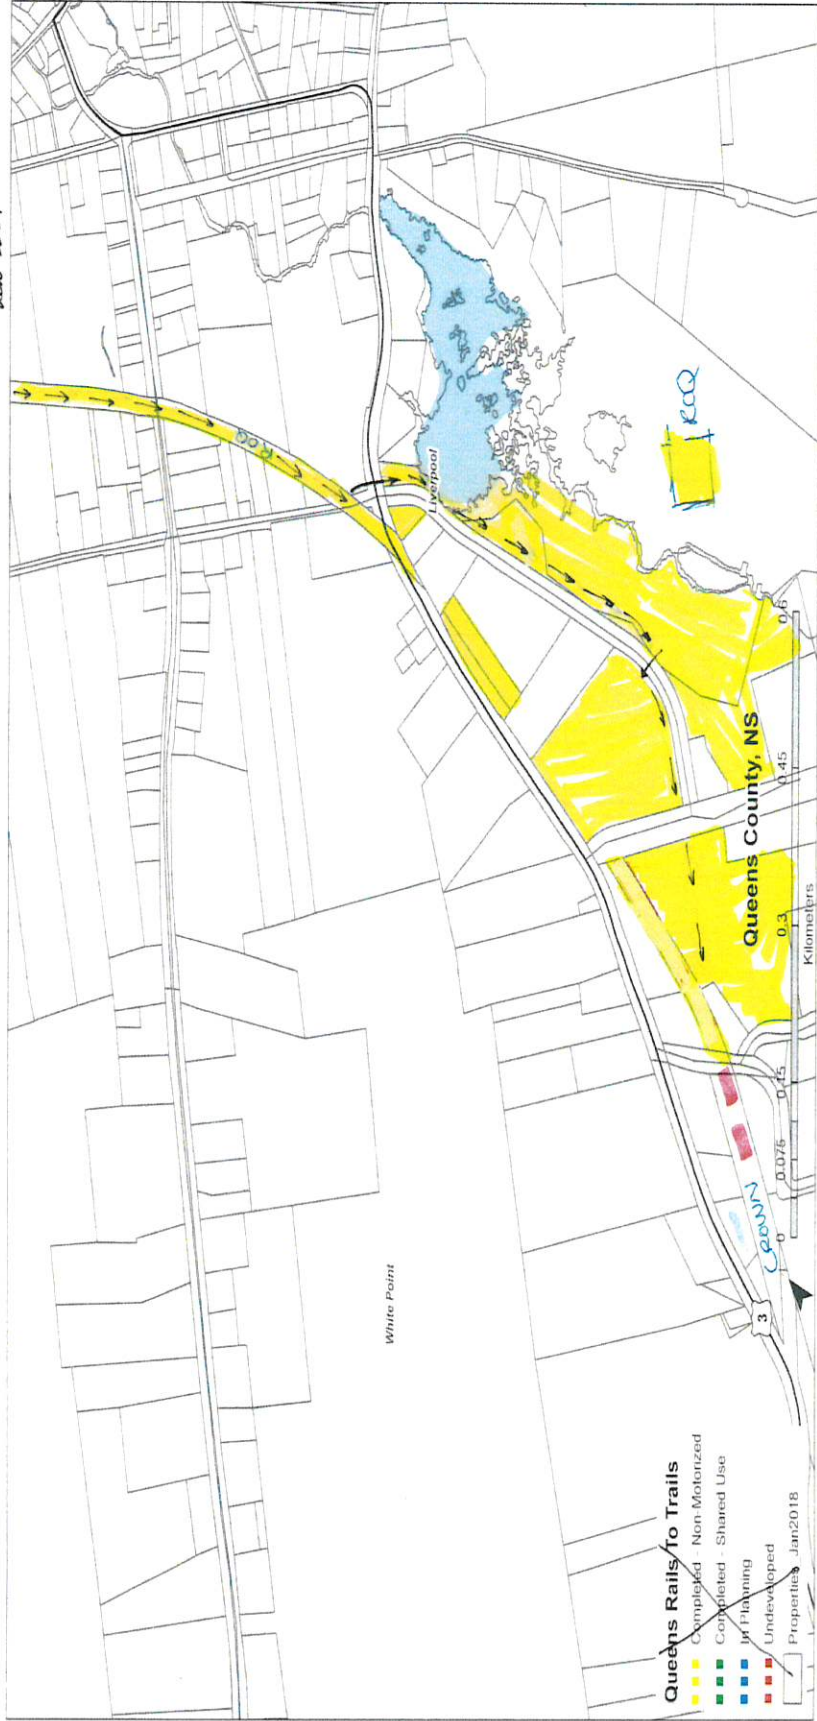 ROQ
Liverpool
ROQ
White Point
Queens County, NS
0
0.075
0.15
0.3
0.45
0.6
Kilometers
CROWN
3
Queens Rails To Trails
Completed - Non-Motorized
Completed - Shared Use
In Planning
Undeveloped
Properties Jan2018